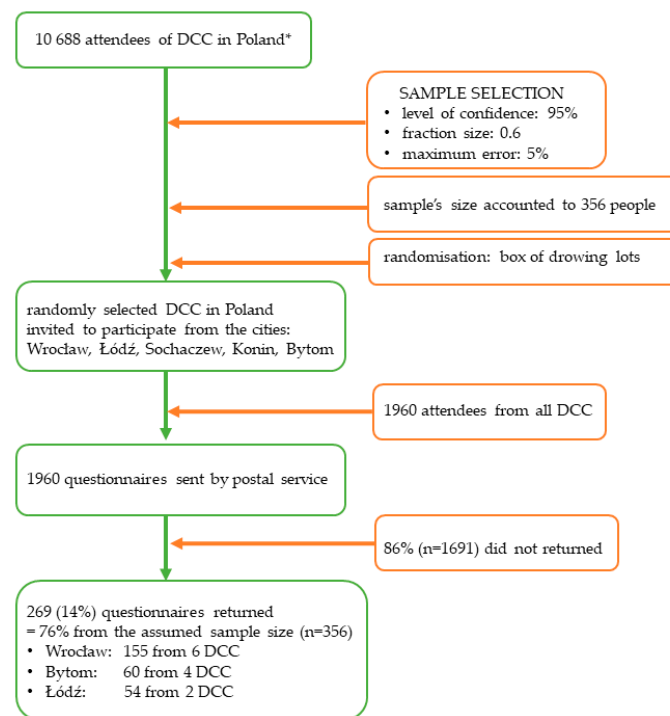 10 688 attendees of DCC in Poland*
SAMPLE SELECTION
• level of confidence: 95%
• fraction size: 0.6
• maximum error: 5%
sample's size accounted to 356 people
randomisation: box of drowing lots
randomly selected DCC in Poland
invited to participate from the cities:
Wrocław, Łódź, Sochaczew, Konin, Bytom
1960 attendees from all DCC
1960 questionnaires sent by postal service
86% (n=1691) did not returned
269 (14%) questionnaires returned
= 76% from the assumed sample size (n=356)
• Wrocław: 155 from 6 DCC
• Bytom: 60 from 4 DCC
• Łódź: 54 from 2 DCC